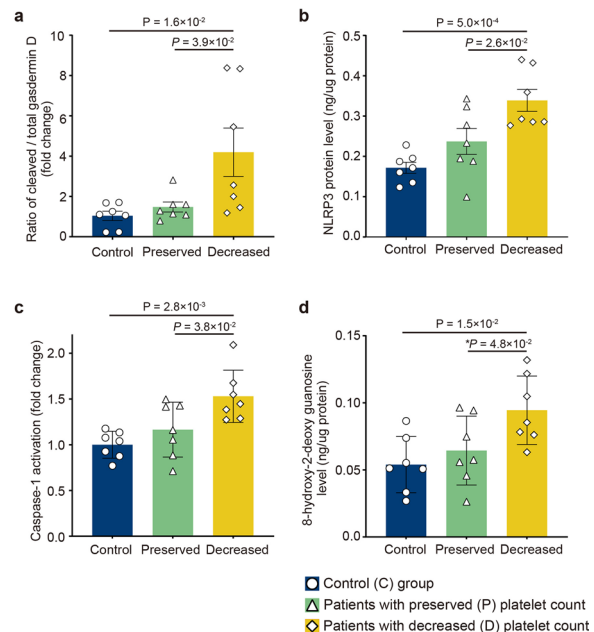 a
P = 1.6×10⁻²
P = 3.9×10⁻²
Ratio of cleaved / total gasdermin D
(fold change)
10
8
6
4
2
0
Control Preserved Decreased
b
P = 5.0×10⁻⁴
P = 2.6×10⁻²
NLRP3 protein level (ng/ug protein)
0.5
0.4
0.3
0.2
0.1
0.0
Control Preserved Decreased
c
P = 2.8×10⁻³
P = 3.8×10⁻²
Caspase-1 activation (fold change)
2.0
1.5
1.0
0.5
0.0
Control Preserved Decreased
d
P = 1.5×10⁻²
*P = 4.8×10⁻²
8-hydroxy-2-deoxy guanosine
level (ng/ug protein)
0.15
0.10
0.05
0.00
Control Preserved Decreased
Control (C) group
Patients with preserved (P) platelet count
Patients with decreased (D) platelet count